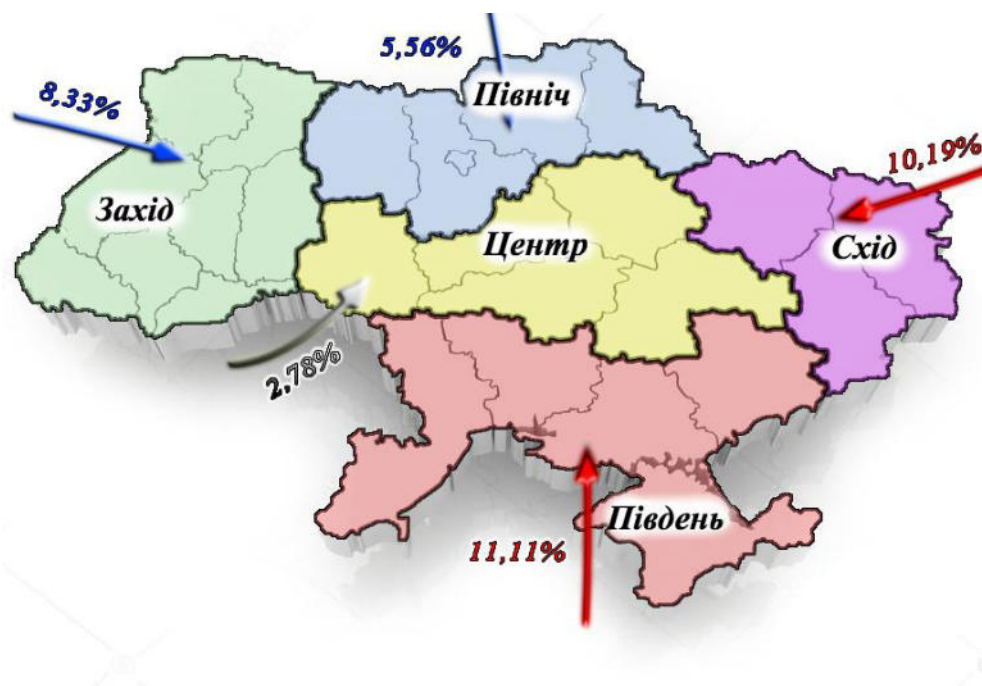 5,56%
8,33%
Північ
10,19%
Захід
Центр
Схід
2,78%
Південь
11,11%